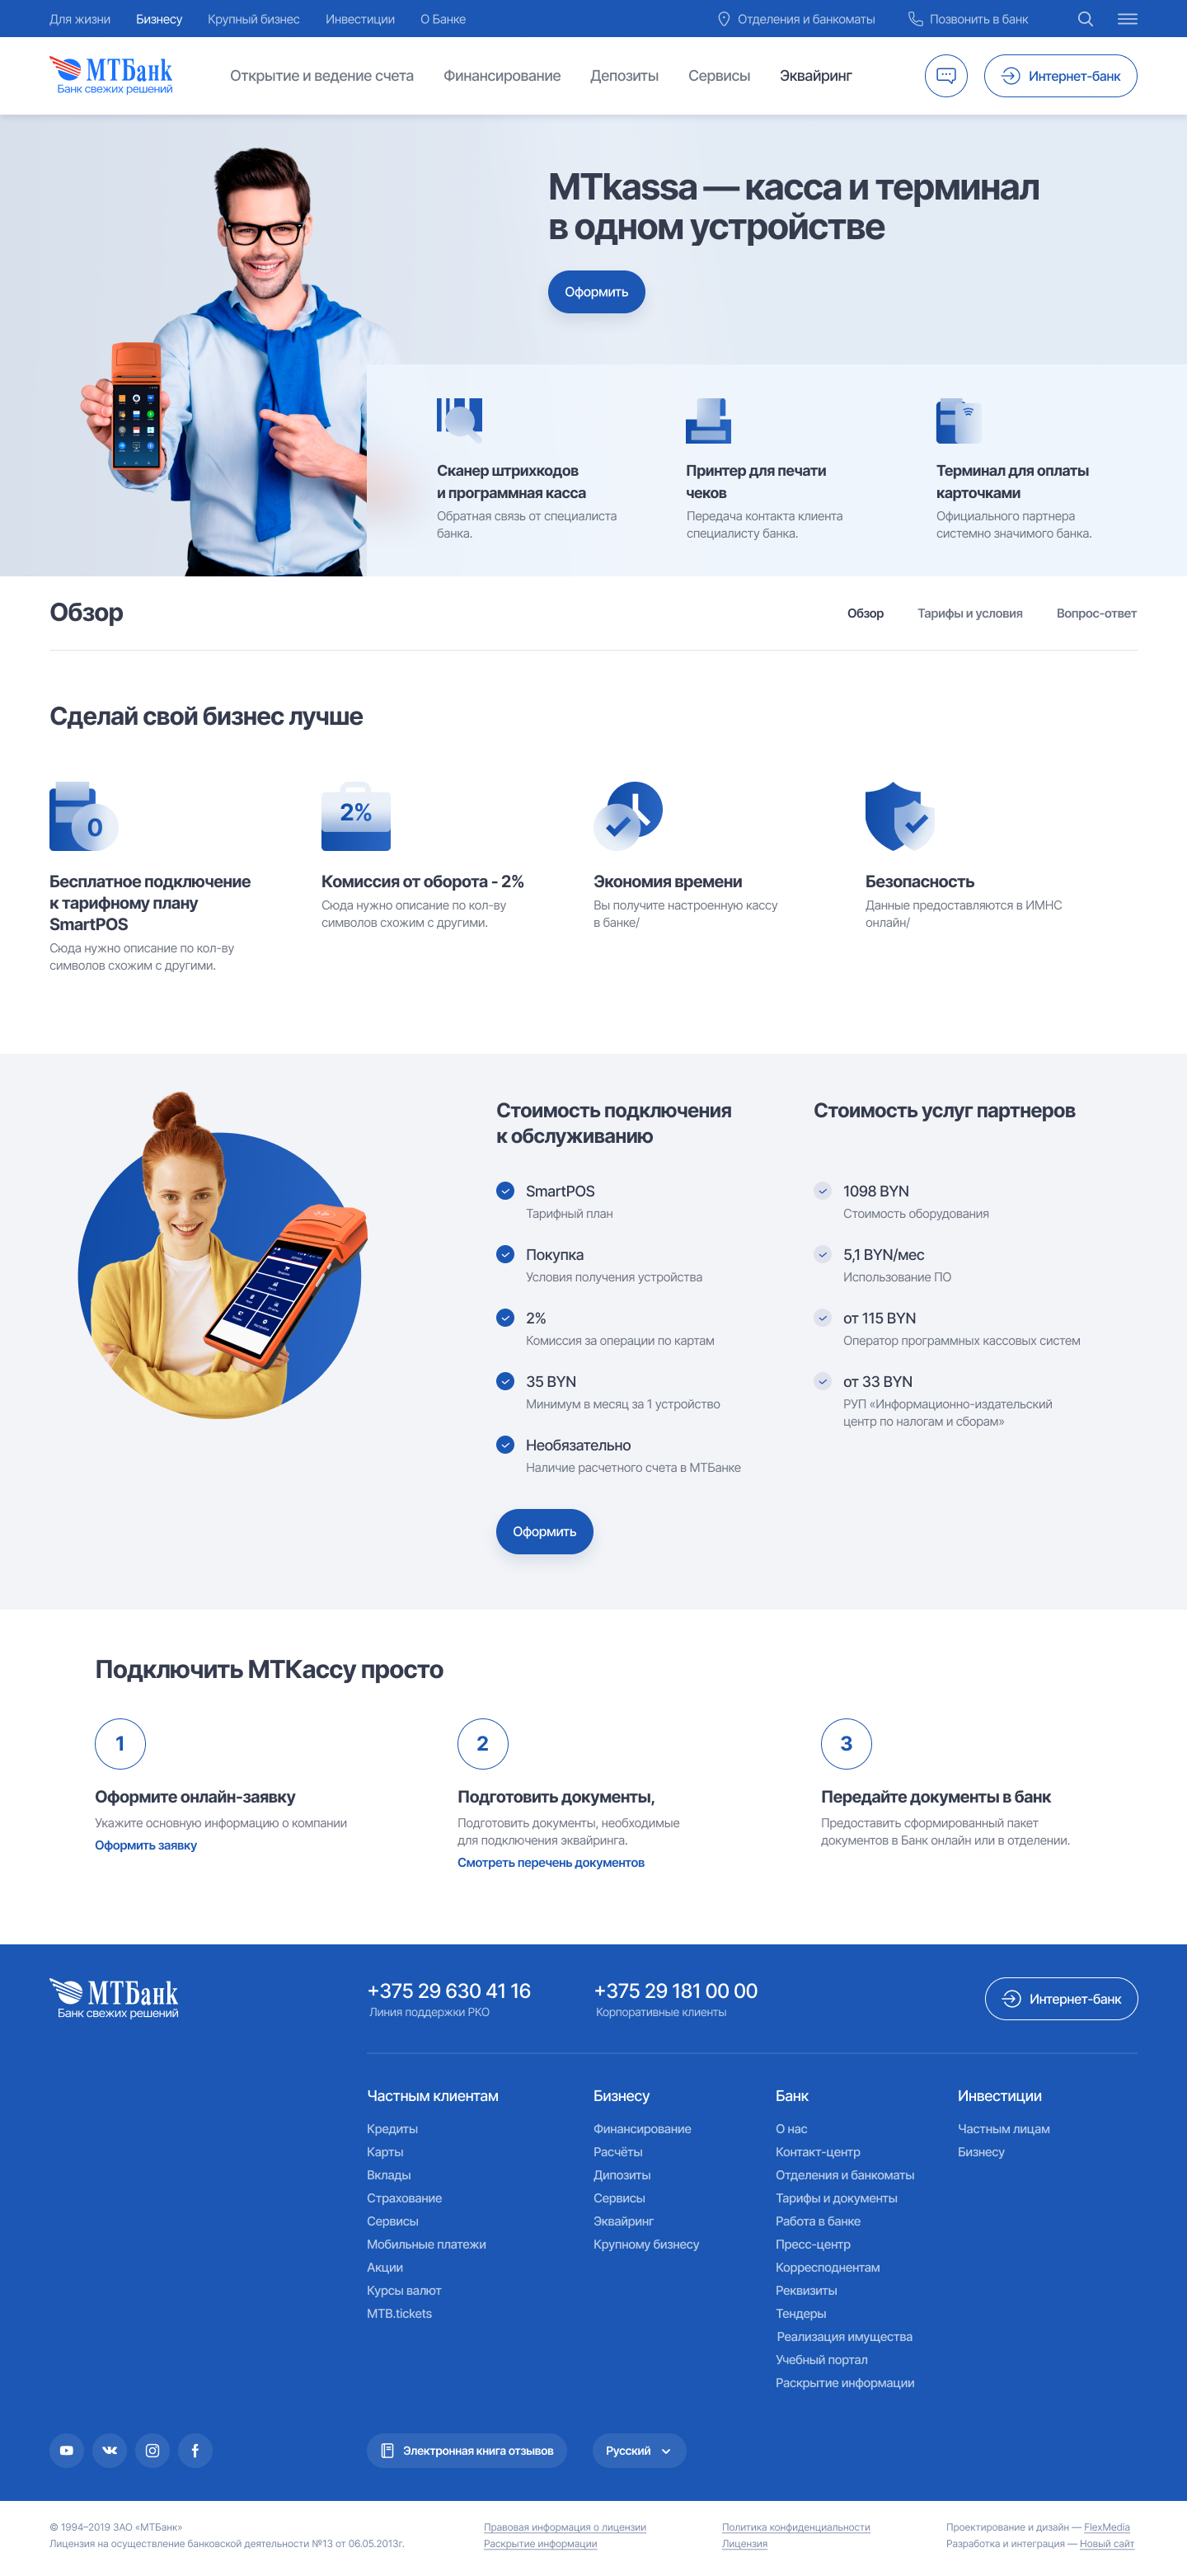 Для жизни Бизнесу Крупный бизнес Инвестиции О Банке Отделения и банкоматы Позвонить в банк
МТБанк
Банк свежих решений
Открытие и ведение счета Финансирование Депозиты Сервисы Эквайринг
Интернет-банк
MTkassa — касса и терминал
в одном устройстве
Оформить
Сканер штрихкодов
и программная касса
Обратная связь от специалиста
банка.
Принтер для печати
чеков
Передача контакта клиента
специалисту банка.
Терминал для оплаты
карточками
Официального партнера
системно значимого банка.
Обзор
Обзор Тарифы и условия Вопрос-ответ
Сделай свой бизнес лучше
0
Бесплатное подключение
к тарифному плану
SmartPOS
Сюда нужно описание по кол-ву
символов схожим с другими.
2%
Комиссия от оборота - 2%
Сюда нужно описание по кол-ву
символов схожим с другими.
Экономия времени
Вы получите настроенную кассу
в банке/
Безопасность
Данные предоставляются в ИМНС
онлайн/
Стоимость подключения
к обслуживанию
SmartPOS
Тарифный план
Покупка
Условия получения устройства
2%
Комиссия за операции по картам
35 BYN
Минимум в месяц за 1 устройство
Необязательно
Наличие расчетного счета в МТБанке
Оформить
Стоимость услуг партнеров
1098 BYN
Стоимость оборудования
5,1 BYN/мес
Использование ПО
от 115 BYN
Оператор программных кассовых систем
от 33 BYN
РУП «Информационно-издательский
центр по налогам и сборам»
Подключить МТКассу просто
1
Оформите онлайн-заявку
Укажите основную информацию о компании
Оформить заявку
2
Подготовить документы,
Подготовить документы, необходимые
для подключения эквайринга.
Смотреть перечень документов
3
Передайте документы в банк
Предоставить сформированный пакет
документов в Банк онлайн или в отделении.
МТБанк
Банк свежих решений
+375 29 630 41 16
Линия поддержки РКО
+375 29 181 00 00
Корпоративные клиенты
Интернет-банк
Частным клиентам
Кредиты
Карты
Вклады
Страхование
Сервисы
Мобильные платежи
Акции
Курсы валют
MTB.tickets
Бизнесу
Финансирование
Расчёты
Дипозиты
Сервисы
Эквайринг
Крупному бизнесу
Банк
О нас
Контакт-центр
Отделения и банкоматы
Тарифы и документы
Работа в банке
Пресс-центр
Корресподнентам
Реквизиты
Тендеры
Реализация имущества
Учебный портал
Раскрытие информации
Инвестиции
Частным лицам
Бизнесу
Электронная книга отзывов
Русский
© 1994–2019 ЗАО «МТБанк»
Лицензия на осуществление банковской деятельности №13 от 06.05.2013г.
Правовая информация о лицензии
Раскрытие информации
Политика конфиденциальности
Лицензия
Проектирование и дизайн — FlexMedia
Разработка и интеграция — Новый сайт